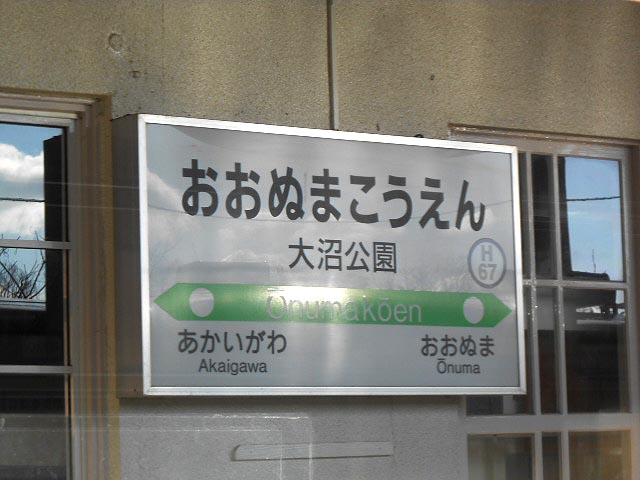 おおぬまこうえん
大沼公園
H
67
Ōnumakōen
あかいがわ
Akaigawa
おおぬま
Ōnuma